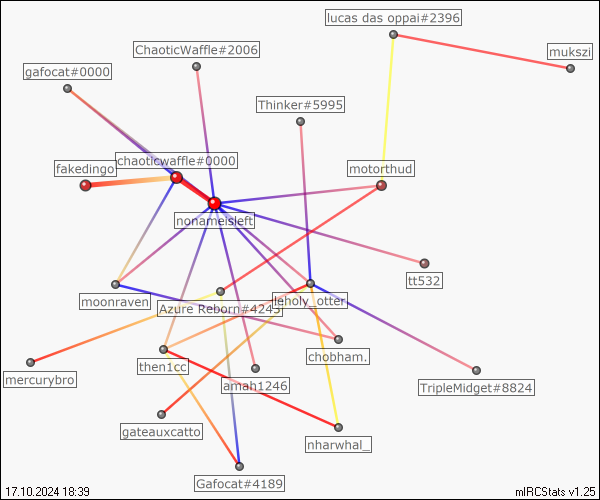 lucas das oppai#2396
ChaoticWaffle#2006
mukszi
gafocat#0000
Thinker#5995
chaoticwaffle#0000
fakedingo
motorthud
nonameisleft
tt532
moonraven
lenoly_otter
Azure Reborn#4243
chobham.
then1cc
mercurybro
amah1246
TripleMidget#8824
gateauxcatto
nharwhal_
Gafocat#4189
17.10.2024 18:39
mIRCStats v1.25